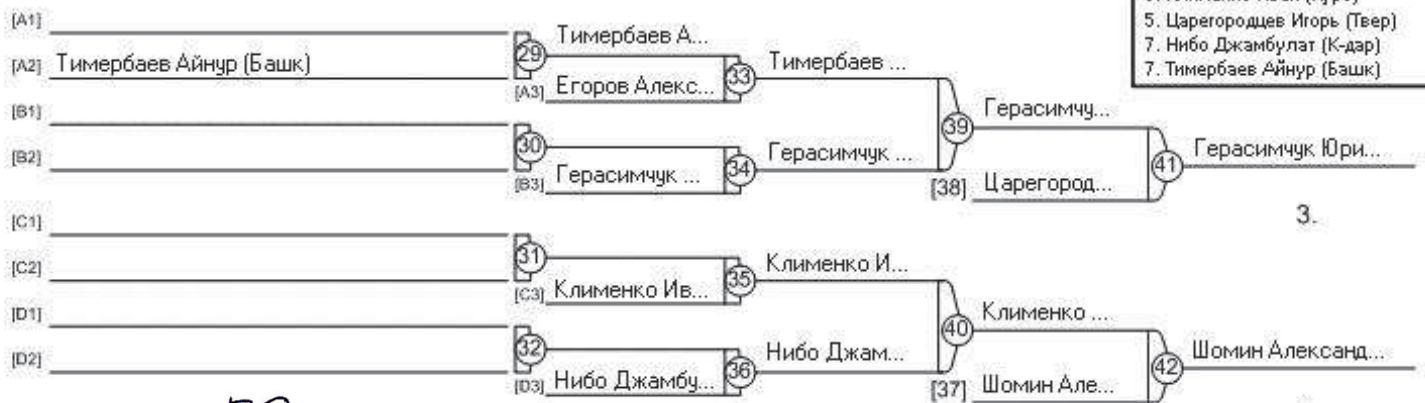 5. Царегородцев Игорь (Твер)
7. Нибо Джамбулат (К-дар)
7. Тимербаев Айнур (Башк)
[A1]
[A2] Тимербаев Айнур (Башк)
29 Тимербаев А...
[A3] Егоров Алекс...
33 Тимербаев ...
[B1]
[B2]
30
[B3] Герасимчук ...
34 Герасимчук ...
39 Герасимчу...
[38] Царегород...
41 Герасимчук Юри...
3.
[C1]
[C2]
31
[C3] Клименко Ив...
35 Клименко И...
[D1]
[D2]
32
[D3] Нибо Джамбу...
36 Нибо Джам...
40 Клименко ...
[37] Шомин Але...
42 Шомин Александ...